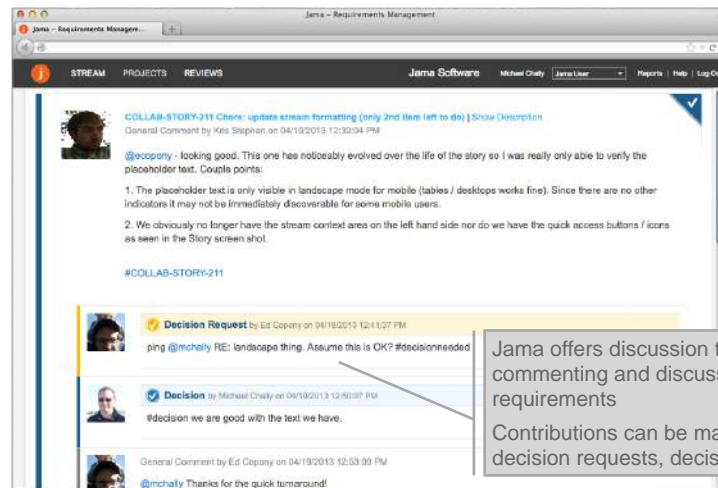 Jama – Requirements Management
Jama – Requirements Managem...
STREAM PROJECTS REVIEWS Jama Software Michael Chally Jama User Reports | Help | Log Ou
COLLAB-STORY-211 Chore: update stream formatting (only 2nd item left to do) | Show Description
General Comment by Kris Stephan on 04/19/2013 12:39:04 PM
@ecopony - looking good. This one has noticeably evolved over the life of the story so I was really only able to verify the
placeholder text. Couple points:
1. The placeholder text is only visible in landscape mode for mobile (tables / desktops works fine). Since there are no other
indicators it may not be immediately discoverable for some mobile users.
2. We obviously no longer have the stream context area on the left hand side nor do we have the quick access buttons / icons
as seen in the Story screen shot.
#COLLAB-STORY-211
Decision Request by Ed Copony on 04/19/2013 12:41:37 PM
ping @mchally RE: landscape thing. Assume this is OK? #decisionneeded
Decision by Michael Chally on 04/19/2013 12:50:07 PM
#decision we are good with the text we have.
General Comment by Ed Copony on 04/19/2013 12:53:09 PM
@mchally Thanks for the quick turnaround!
Jama offers discussion t
commenting and discuss
requirements
Contributions can be ma
decision requests, decis